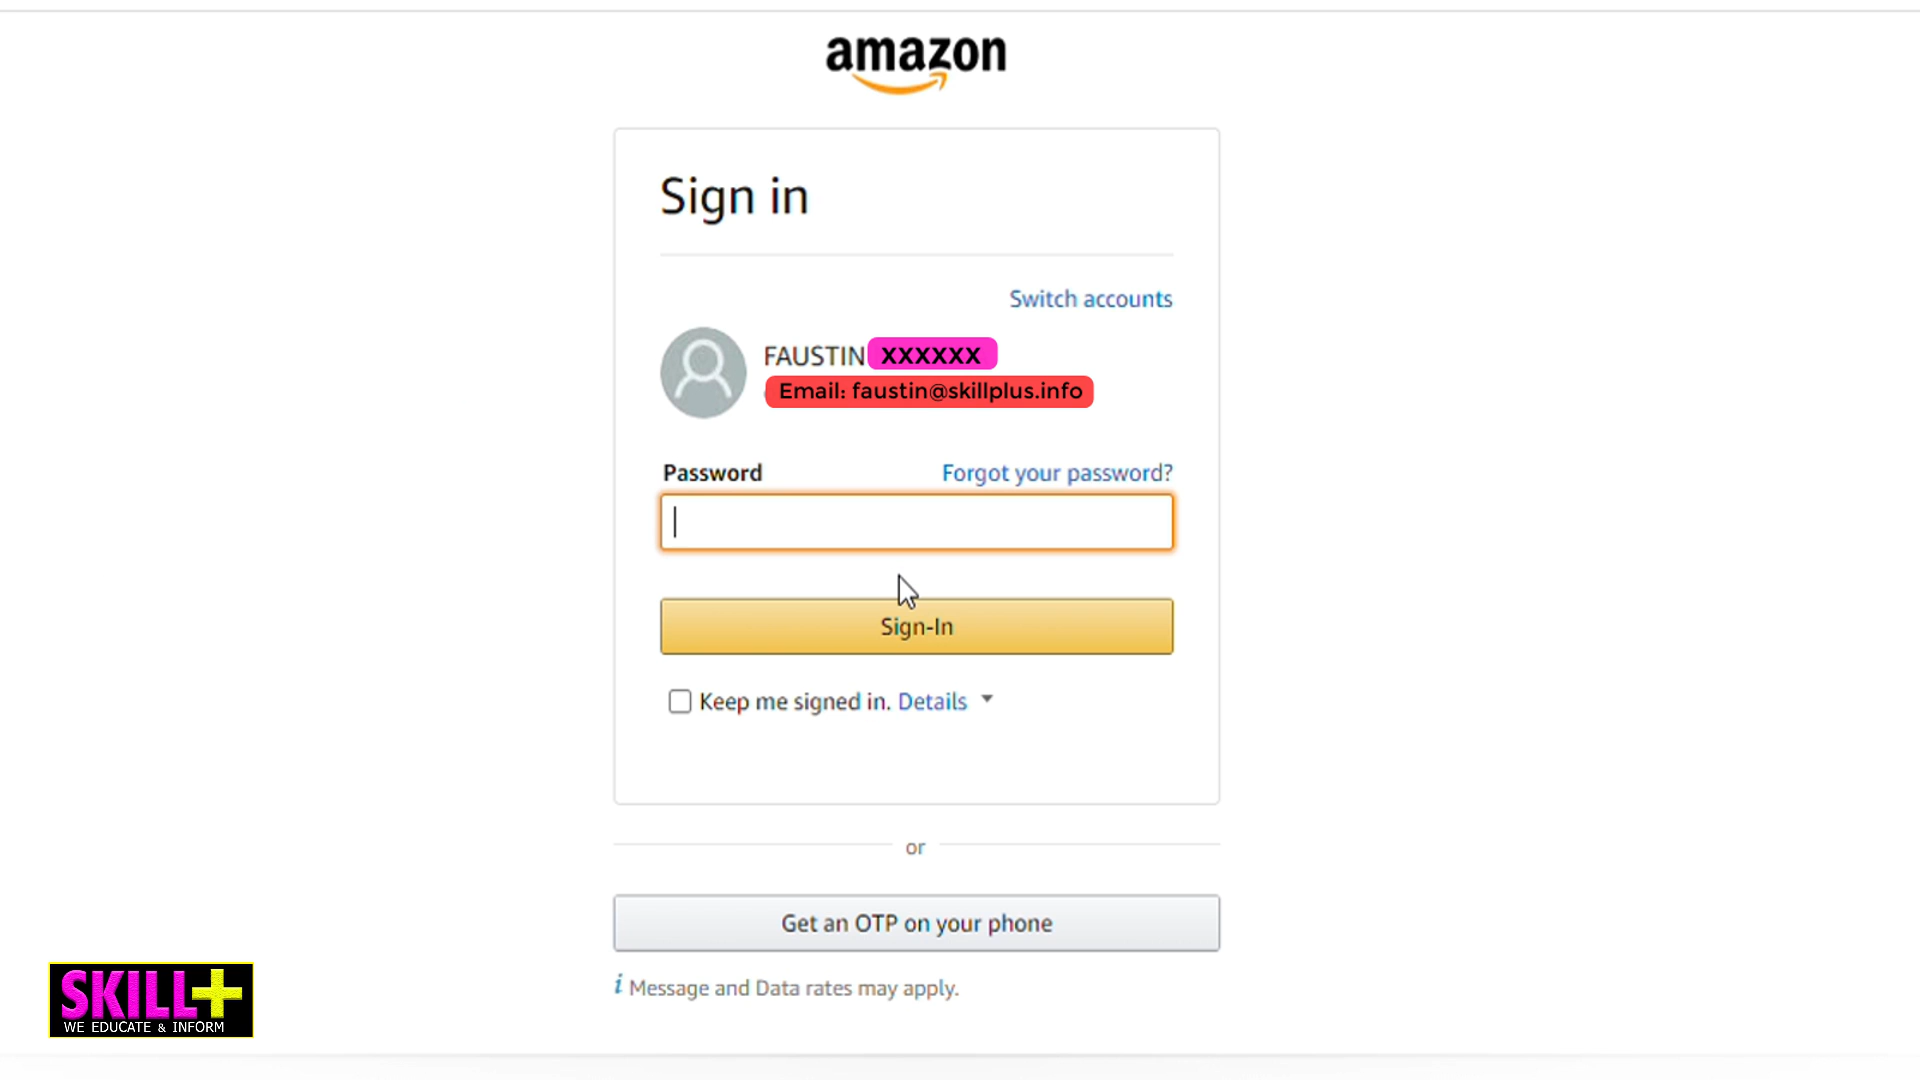 amazon
Sign in
Switch accounts
FAUSTIN XXXXXX
Email: faustin@skillplus.info
Password Forgot your password?
Sign-In
Keep me signed in. Details
or
Get an OTP on your phone
i Message and Data rates may apply.
SKILL+
WE EDUCATE & INFORM